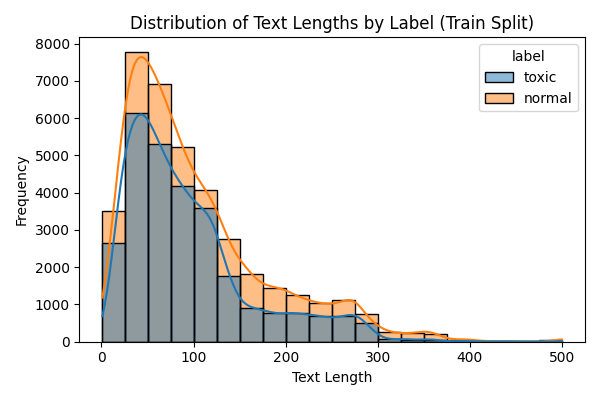 Distribution of Text Lengths by Label (Train Split)
label
toxic
normal
8000
7000
6000
5000
4000
3000
2000
1000
0
Frequency
0 100 200 300 400 500
Text Length